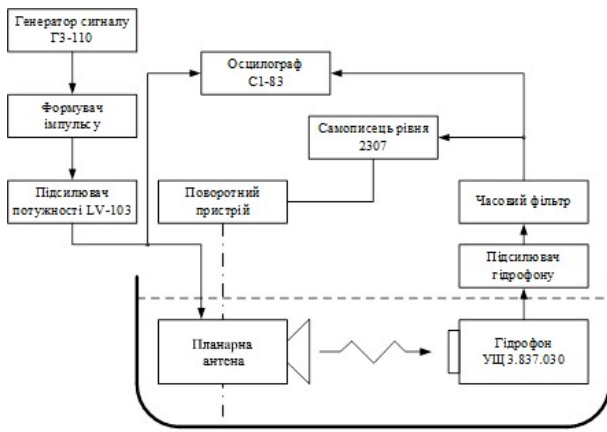 Генератор сигналу
ГЗ-110
Осцилограф
С1-83
Формувач
імпульсу
Самописець рівня
2307
Підсилювач
потужності LV-103
Поворотний
пристрій
Часовий фільтр
Підсилювач
гідрофону
Планарна
антена
Гідрофон
УЩ 3.837.030